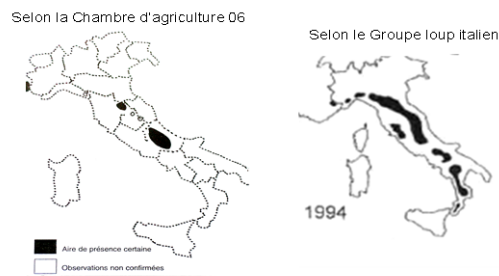 Selon la Chambre d'agriculture 06
Selon le Groupe loup italien
1994
Aire de présence certaine
Observations non confirmées